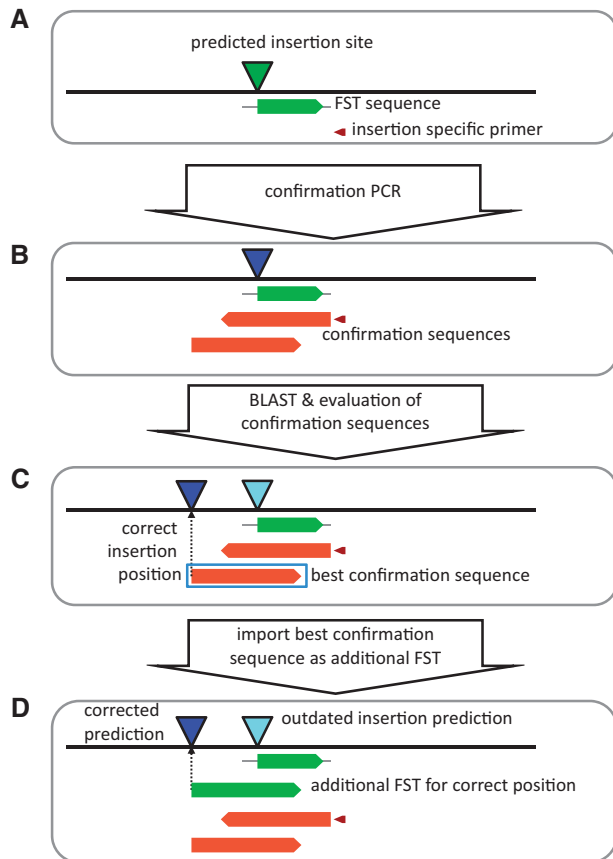 A
predicted insertion site
FST sequence
insertion specific primer
confirmation PCR
B
confirmation sequences
BLAST & evaluation of
confirmation sequences
C
correct
insertion
position
best confirmation sequence
import best confirmation
sequence as additional FST
D
corrected
prediction
outdated insertion prediction
additional FST for correct position